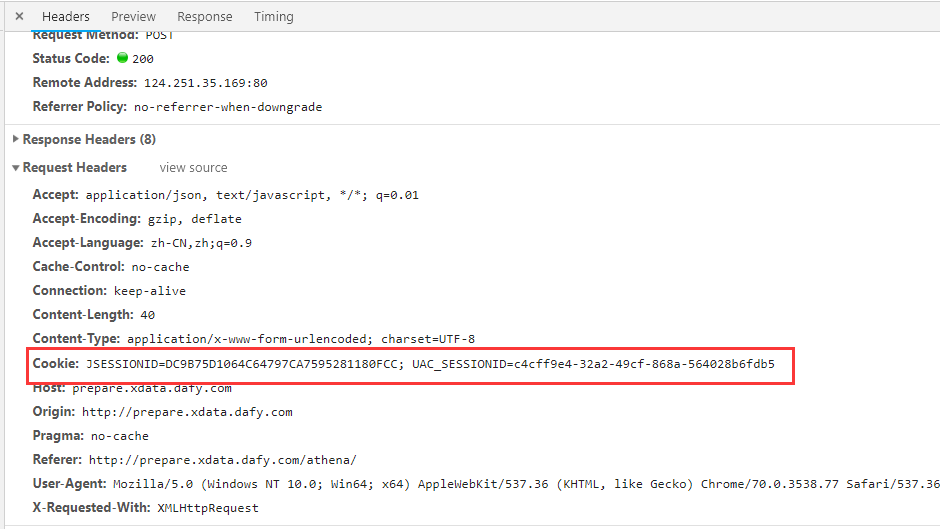 × Headers Preview Response Timing
Request Method: POST
Status Code: 200
Remote Address: 124.251.35.169:80
Referrer Policy: no-referrer-when-downgrade
Response Headers (8)
Request Headers view source
Accept: application/json, text/javascript, */*; q=0.01
Accept-Encoding: gzip, deflate
Accept-Language: zh-CN,zh;q=0.9
Cache-Control: no-cache
Connection: keep-alive
Content-Length: 40
Content-Type: application/x-www-form-urlencoded; charset=UTF-8
Cookie: JSESSIONID=DC9B75D1064C64797CA7595281180FCC; UAC_SESSIONID=c4cff9e4-32a2-49cf-868a-564028b6fdb5
Host: prepare.xdata.dafy.com
Origin: http://prepare.xdata.dafy.com
Pragma: no-cache
Referer: http://prepare.xdata.dafy.com/athena/
User-Agent: Mozilla/5.0 (Windows NT 10.0; Win64; x64) AppleWebKit/537.36 (KHTML, like Gecko) Chrome/70.0.3538.77 Safari/537.36
X-Requested-With: XMLHttpRequest